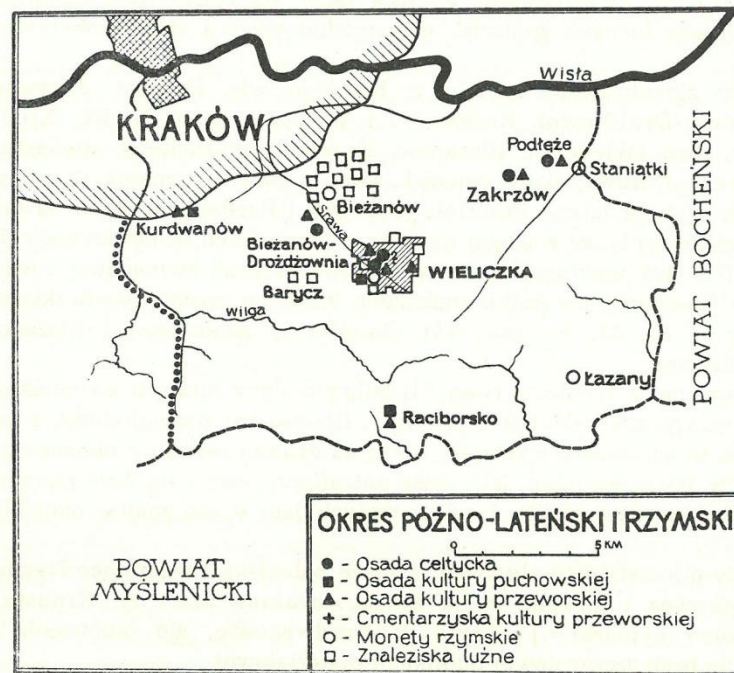 Wisła
KRAKÓW
Podłęże
Staniątki
Zakrzów
Bieżanów
Srawa
Kurdwanów
Bieżanów-
Drożdżownia
?
WIELICZKA
Barycz
Wilga
POWIAT BOCHEŃSKI
Łazany
Raciborsko
POWIAT
MYŚLENICKI
OKRES PÓŹNO-LATEŃSKI I RZYMSKI
0 5 KM
- Osada celtycka
- Osada kultury puchowskiej
- Osada kultury przeworskiej
- Cmentarzyska kultury przeworskiej
- Monety rzymskie
- Znaleziska luźne